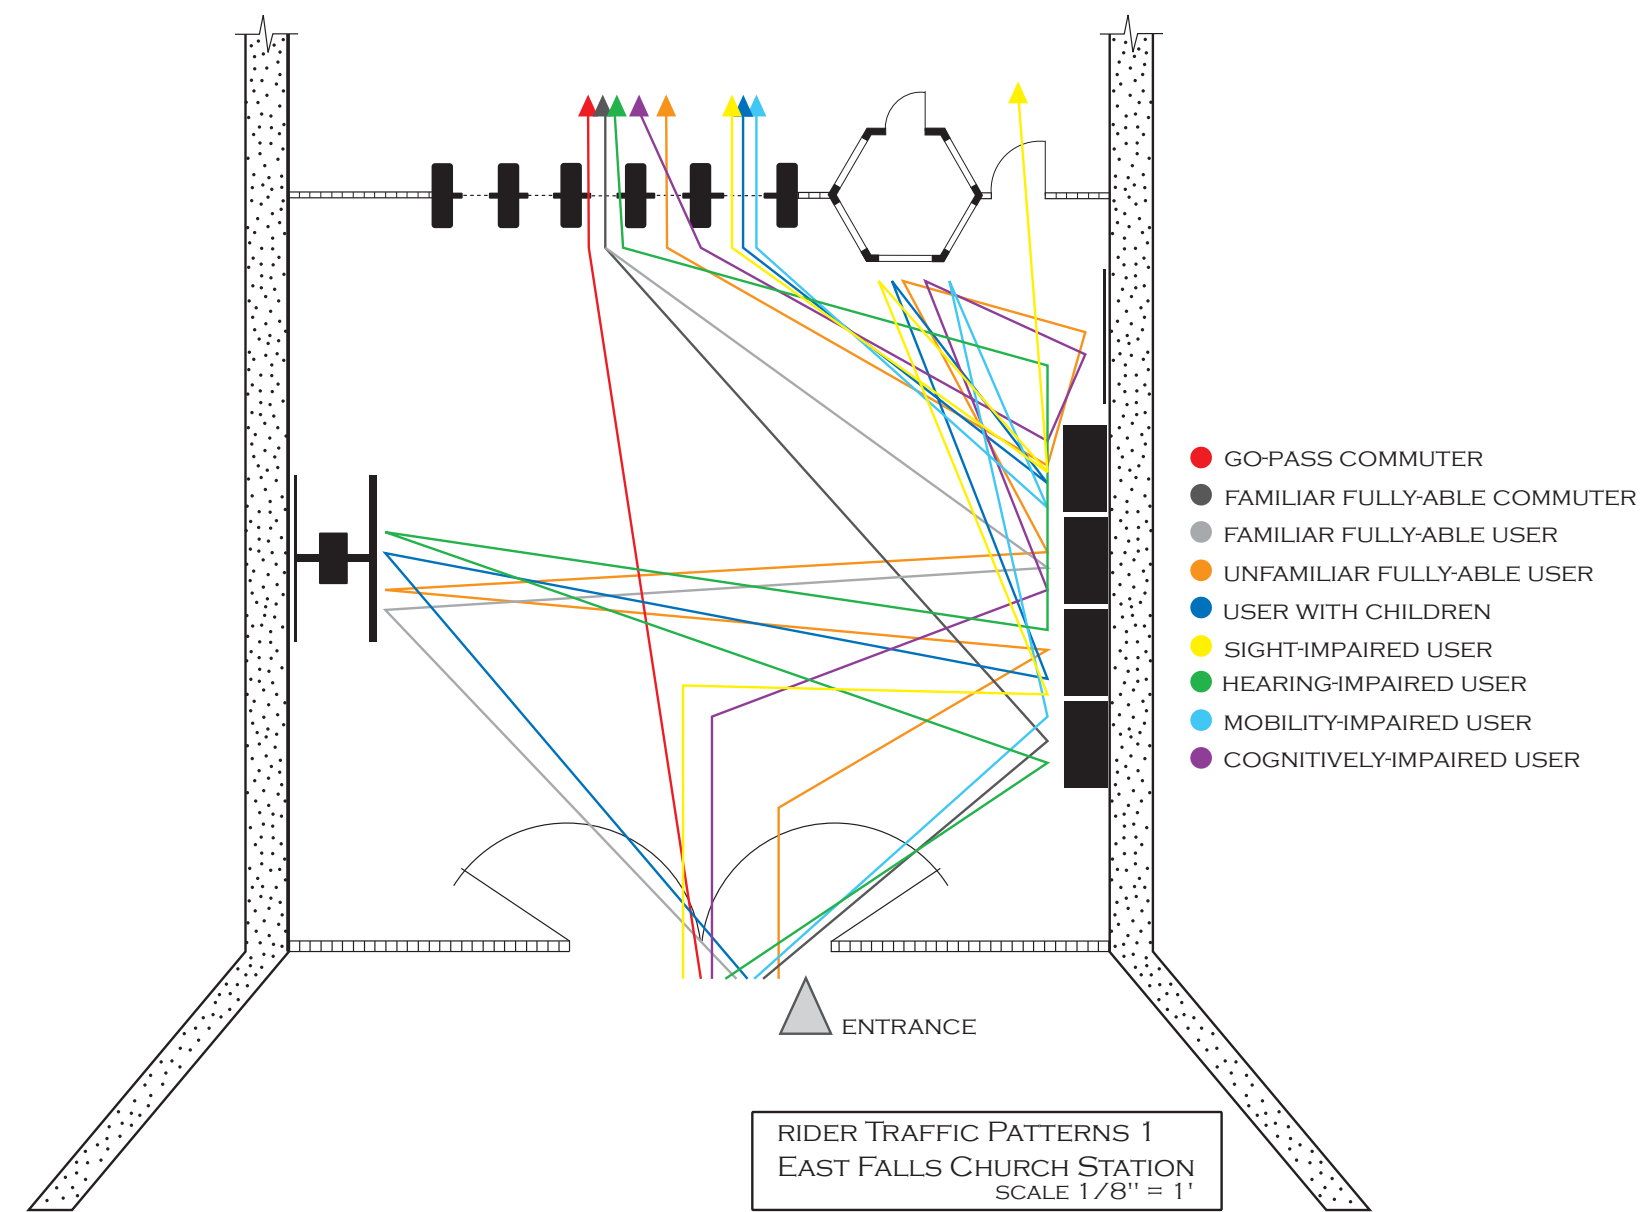 GO-PASS COMMUTER
FAMILIAR FULLY-ABLE COMMUTER
FAMILIAR FULLY-ABLE USER
UNFAMILIAR FULLY-ABLE USER
USER WITH CHILDREN
SIGHT-IMPAIRED USER
HEARING-IMPAIRED USER
MOBILITY-IMPAIRED USER
COGNITIVELY-IMPAIRED USER
ENTRANCE
RIDER TRAFFIC PATTERNS 1
EAST FALLS CHURCH STATION
SCALE 1/8" = 1'